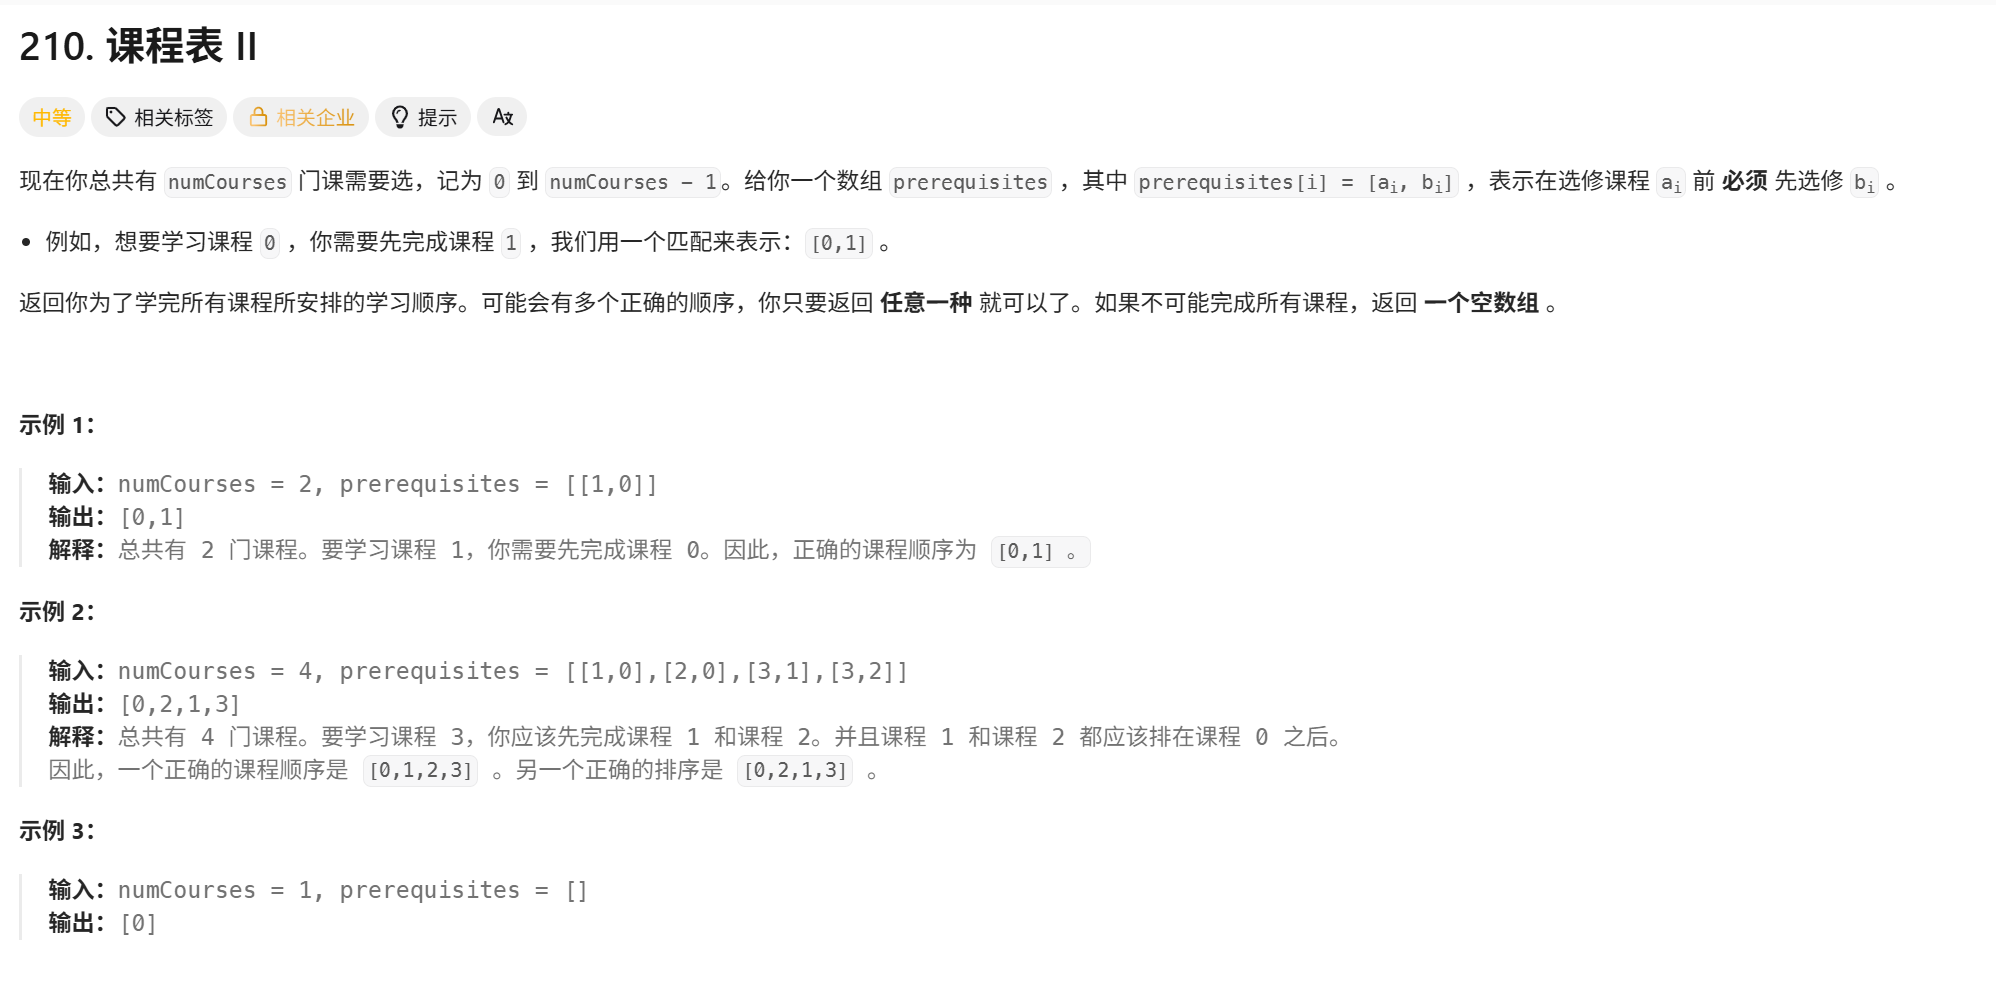 210. 课程表 II
中等 相关标签 相关企业 提示 Aあ
现在你总共有 numCourses 门课需要选，记为 0 到 numCourses - 1。给你一个数组 prerequisites ，其中 prerequisites[i] = [ai, bi] ，表示在选修课程 ai 前 必须 先选修 bi 。
• 例如，想要学习课程 0 ，你需要先完成课程 1 ，我们用一个匹配来表示：[0,1] 。
返回你为了学完所有课程所安排的学习顺序。可能会有多个正确的顺序，你只要返回 任意一种 就可以了。如果不可能完成所有课程，返回 一个空数组 。
示例 1：
输入：numCourses = 2, prerequisites = [[1,0]]
输出：[0,1]
解释：总共有 2 门课程。要学习课程 1，你需要先完成课程 0。因此，正确的课程顺序为 [0,1] 。
示例 2：
输入：numCourses = 4, prerequisites = [[1,0],[2,0],[3,1],[3,2]]
输出：[0,2,1,3]
解释：总共有 4 门课程。要学习课程 3，你应该先完成课程 1 和课程 2。并且课程 1 和课程 2 都应该排在课程 0 之后。
因此，一个正确的课程顺序是 [0,1,2,3] 。另一个正确的排序是 [0,2,1,3] 。
示例 3：
输入：numCourses = 1, prerequisites = []
输出：[0]